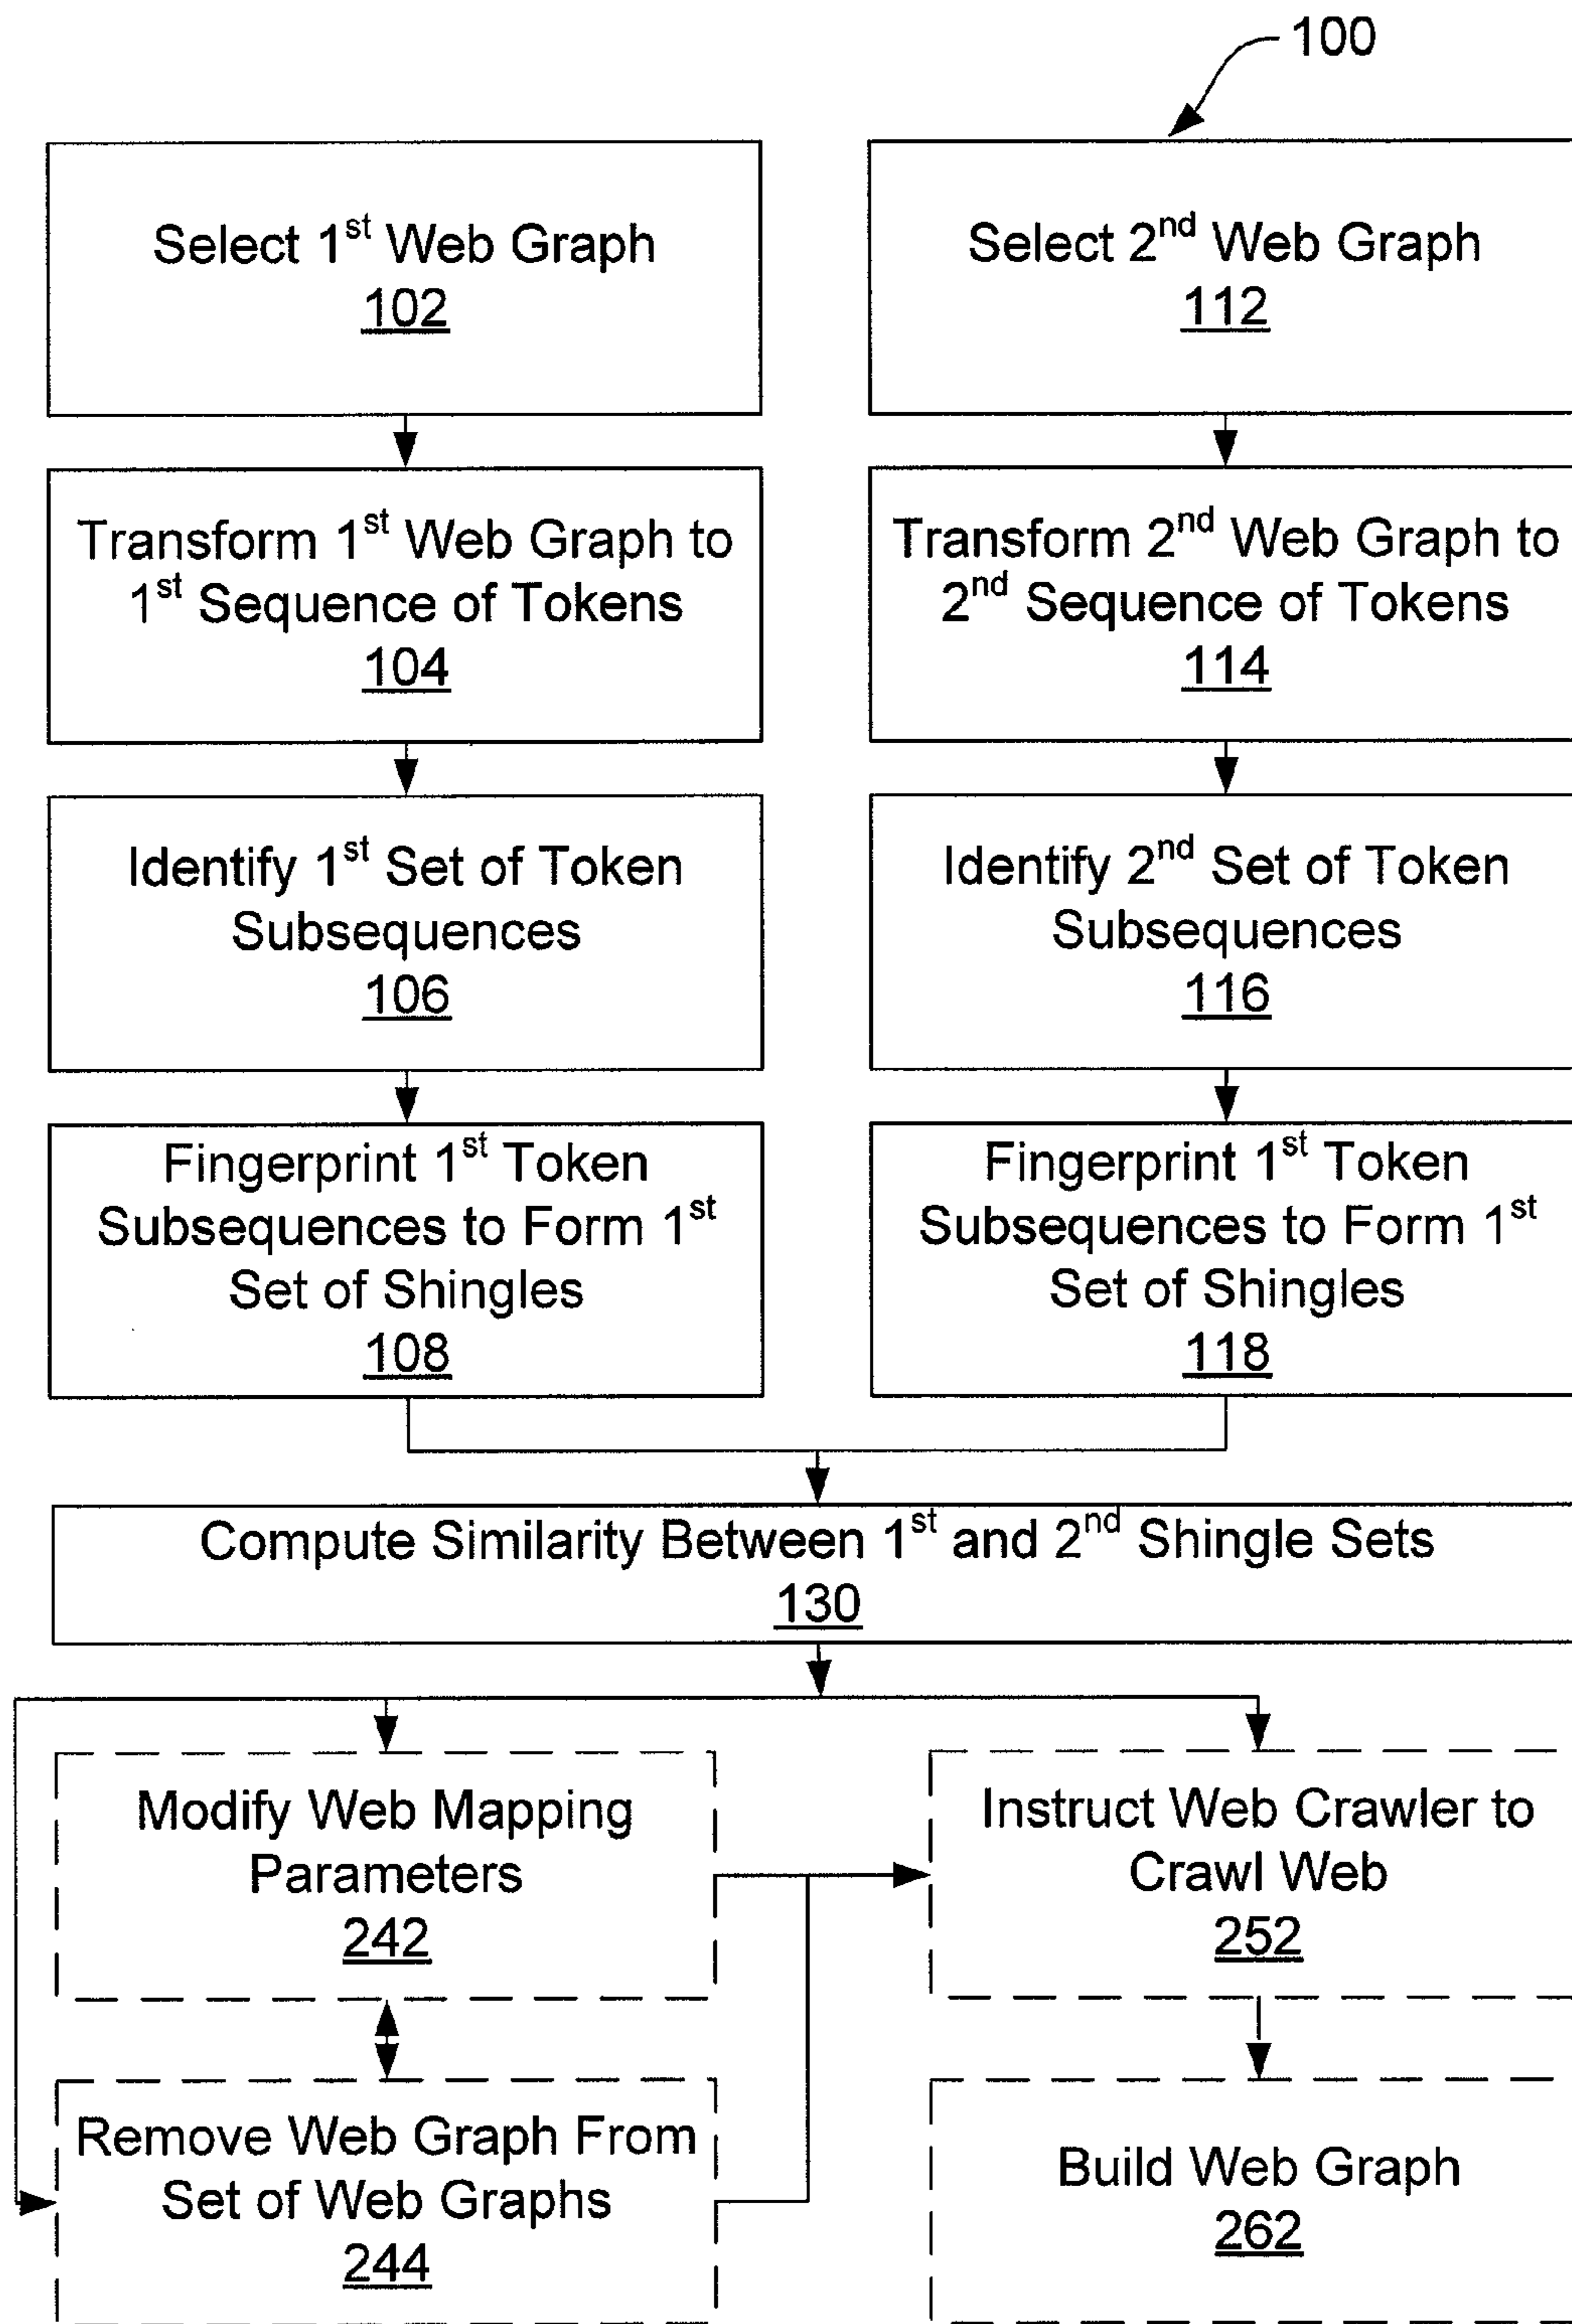 100
Select 1st Web Graph
102
Select 2nd Web Graph
112
Transform 1st Web Graph to
1st Sequence of Tokens
104
Transform 2nd Web Graph to
2nd Sequence of Tokens
114
Identify 1st Set of Token
Subsequences
106
Identify 2nd Set of Token
Subsequences
116
Fingerprint 1st Token
Subsequences to Form 1st
Set of Shingles
108
Fingerprint 1st Token
Subsequences to Form 1st
Set of Shingles
118
Compute Similarity Between 1st and 2nd Shingle Sets
130
Modify Web Mapping
Parameters
242
Instruct Web Crawler to
Crawl Web
252
Remove Web Graph From
Set of Web Graphs
244
Build Web Graph
262